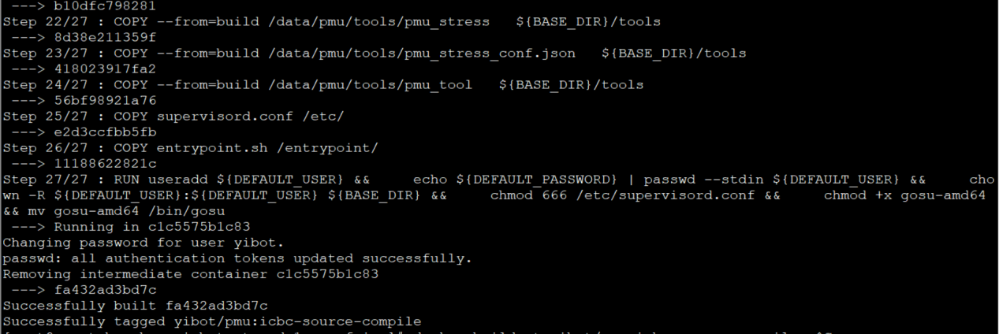 ---> b10dfc798281
Step 22/27 : COPY --from=build /data/pmu/tools/pmu_stress   ${BASE_DIR}/tools
---> 8d38e211359f
Step 23/27 : COPY --from=build /data/pmu/tools/pmu_stress_conf.json   ${BASE_DIR}/tools
---> 418023917fa2
Step 24/27 : COPY --from=build /data/pmu/tools/pmu_tool   ${BASE_DIR}/tools
---> 56bf98921a76
Step 25/27 : COPY supervisord.conf /etc/
---> e2d3ccfbb5fb
Step 26/27 : COPY entrypoint.sh /entrypoint/
---> 11188622821c
Step 27/27 : RUN useradd ${DEFAULT_USER} &&     echo ${DEFAULT_PASSWORD} | passwd --stdin ${DEFAULT_USER} &&     cho
wn -R ${DEFAULT_USER}:${DEFAULT_USER} ${BASE_DIR} &&     chmod 666 /etc/supervisord.conf &&     chmod +x gosu-amd64
&& mv gosu-amd64 /bin/gosu
---> Running in c1c5575b1c83
Changing password for user yibot.
passwd: all authentication tokens updated successfully.
Removing intermediate container c1c5575b1c83
---> fa432ad3bd7c
Successfully built fa432ad3bd7c
Successfully tagged yibot/pmu:icbc-source-compile